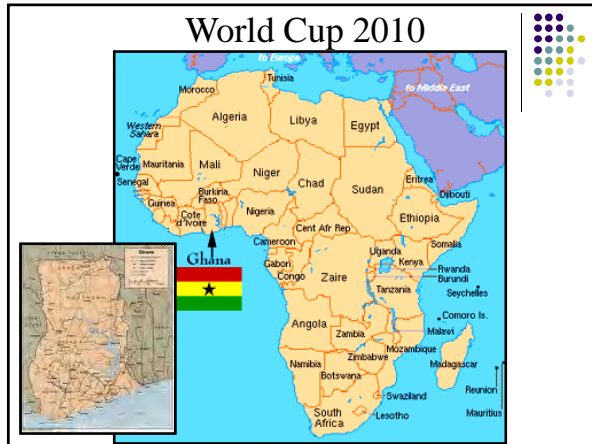 World Cup 2010
to Europe
to Middle East
Tunisia
Morocco
Algeria
Libya
Egypt
Western
Sahara
Cape
Verde
Mauritania
Mali
Niger
Chad
Sudan
Eritrea
Djibouti
Senegal
Guinea
Burkina
Faso
Cote
d'Ivoire
Nigeria
Cent Afr Rep
Ethiopia
Somalia
Cameroon
Gabon
Congo
Uganda
Kenya
Rwanda
Burundi
Zaire
Tanzania
Seychelles
Ghana
Comoro Is.
Angola
Zambia
Malawi
Mozambique
Zimbabwe
Madagascar
Namibia
Botswana
Reunion
Mauritius
Swaziland
South
Africa
Lesotho
Ghana